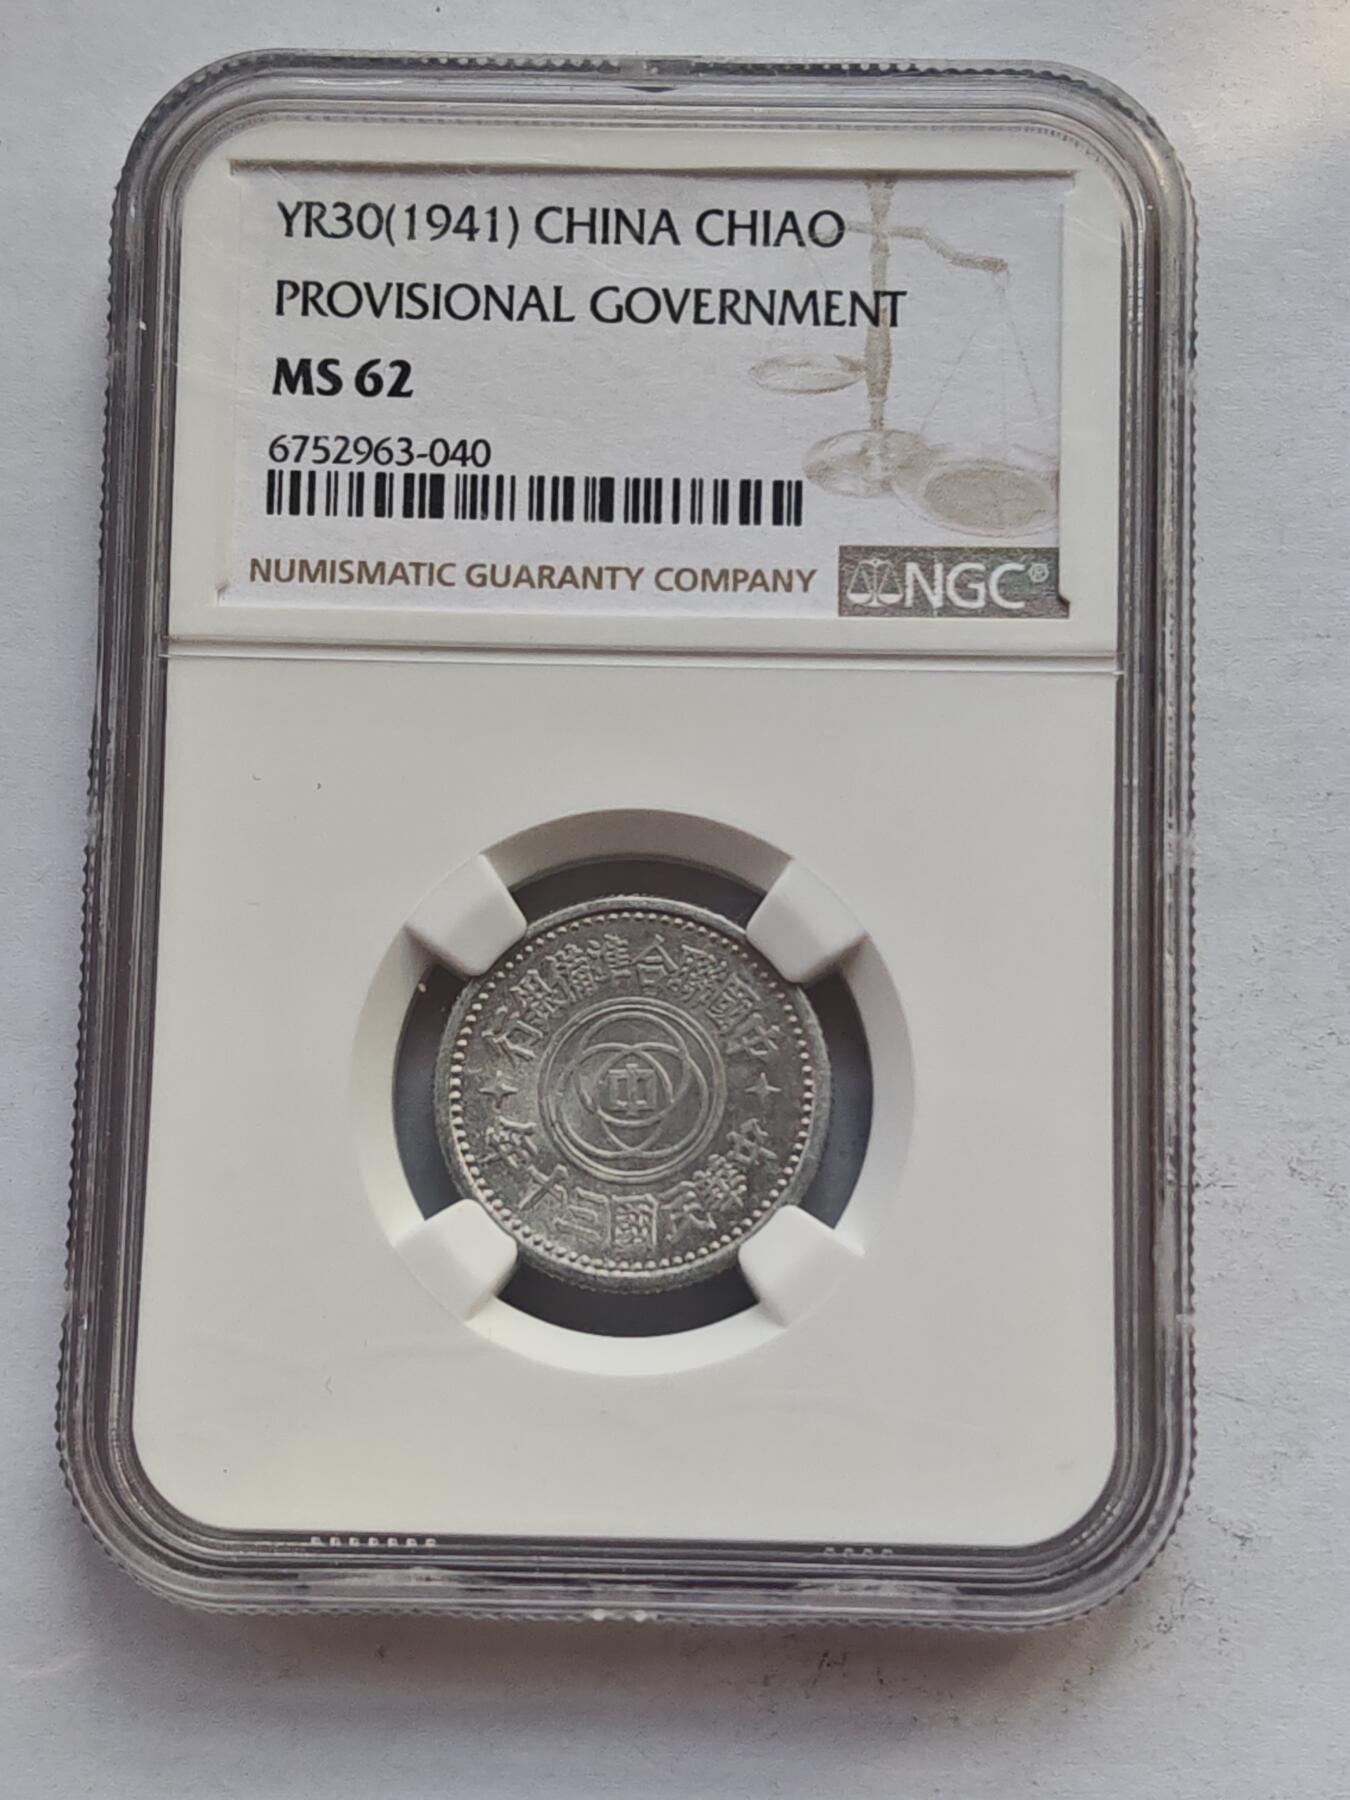 YR30(1941) CHINA CHIAO
PROVISIONAL GOVERNMENT
MS 62
6752963-040
NUMISMATIC GUARANTY COMPANY
NGC®
行銀備準合聯國中
中
年十三國民華中